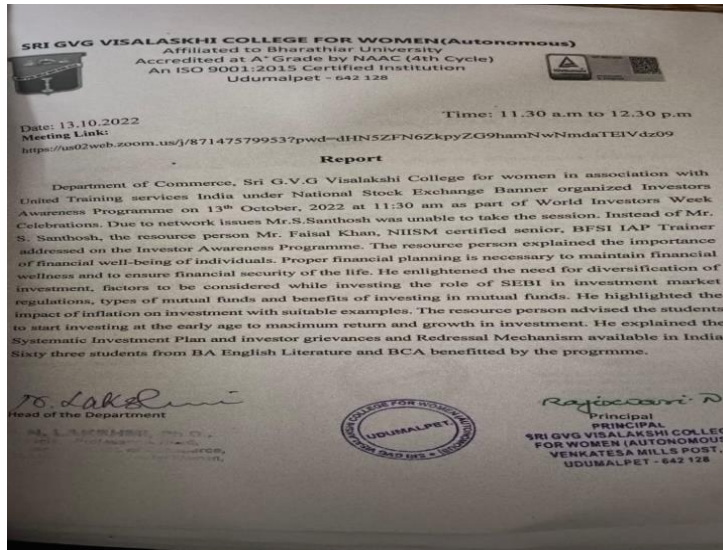 SRI GVG VISALASKHI COLLEGE FOR WOMEN(Autonomous)
Affiliated to Bharathiar University
Accredited at A+ Grade by NAAC (4th Cycle)
An ISO 9001:2015 Certified Institution
Udumalpet - 642 128
Date: 13.10.2022
Time: 11.30 a.m to 12.30 p.m
Meeting Link:
https://us02web.zoom.us/j/87147579953?pwd=dHN5ZFN6ZkpyZG9hamNwNmdaTEIVdz09
Report
Department of Commerce, Sri G.V.G Visalakshi College for women in association with
United Training services India under National Stock Exchange Banner organized Investors
Awareness Programme on 13th October, 2022 at 11:30 am as part of World Investors Week
Celebrations. Due to network issues Mr.S.Santhosh was unable to take the session. Instead of Mr.
S. Santhosh, the resource person Mr. Faisal Khan, NIISM certified senior, BFSI IAP Trainer
addressed on the Investor Awareness Programme. The resource person explained the importance
of financial well-being of individuals. Proper financial planning is necessary to maintain financial
wellness and to ensure financial security of the life. He enlightened the need for diversification of
investment, factors to be considered while investing the role of SEBI in investment market
regulations, types of mutual funds and benefits of investing in mutual funds. He highlighted the
impact of inflation on investment with suitable examples. The resource person advised the students
to start investing at the early age to maximum return and growth in investment. He explained the
Systematic Investment Plan and investor grievances and Redressal Mechanism available in India
Sixty three students from BA English Literature and BCA benefitted by the progrmme.
N. Lakshmi
Head of the Department
UDUMALPET.
Rajeswari N
Principal
PRINCIPAL
SRI GVG VISALAKSHI COLLEG
FOR WOMEN (AUTONOMOUS
VENKATESA MILLS POST,
UDUMALPET - 642 128